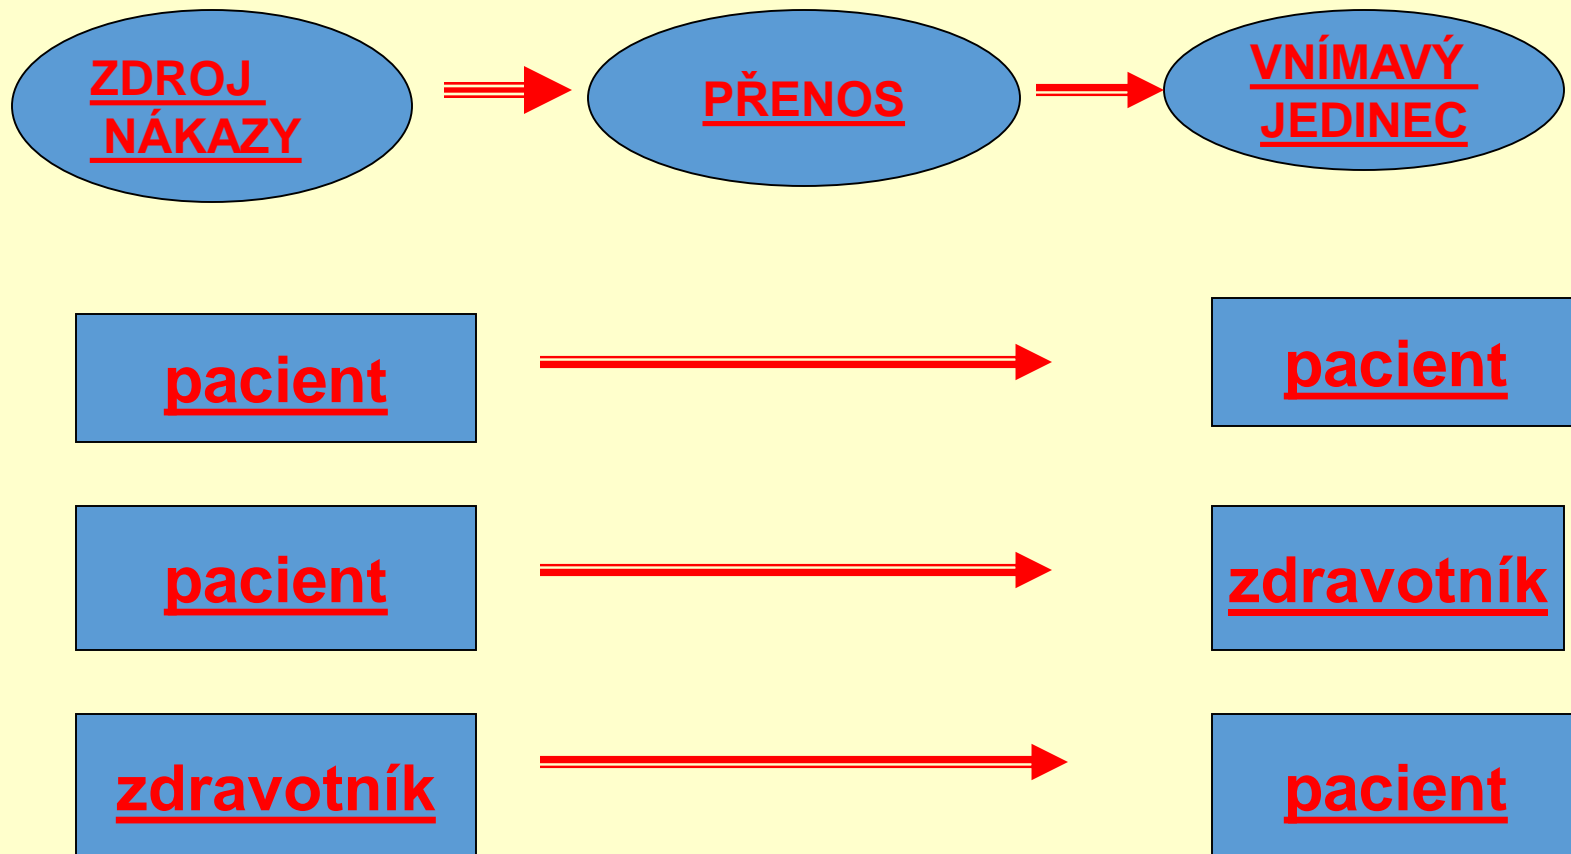 ZDROJ
NÁKAZY
PŘENOS
VNÍMAVÝ
JEDINEC
pacient
pacient
pacient
zdravotník
zdravotník
pacient